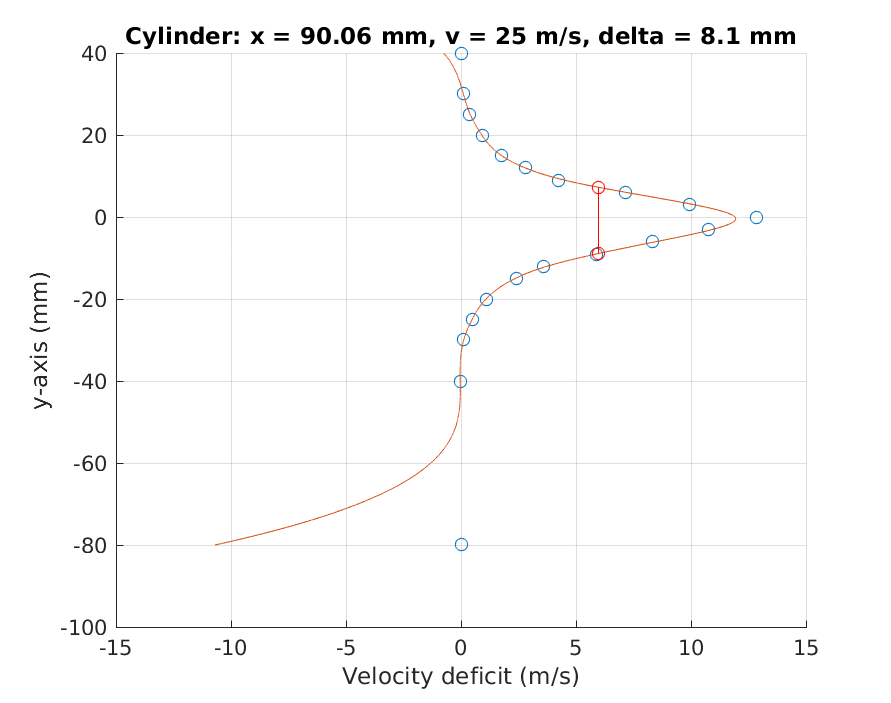 Cylinder: x = 90.06 mm, v = 25 m/s, delta = 8.1 mm
40
20
0
-20
-40
-60
-80
-100
y-axis (mm)
-15 -10 -5 0 5 10 15
Velocity deficit (m/s)